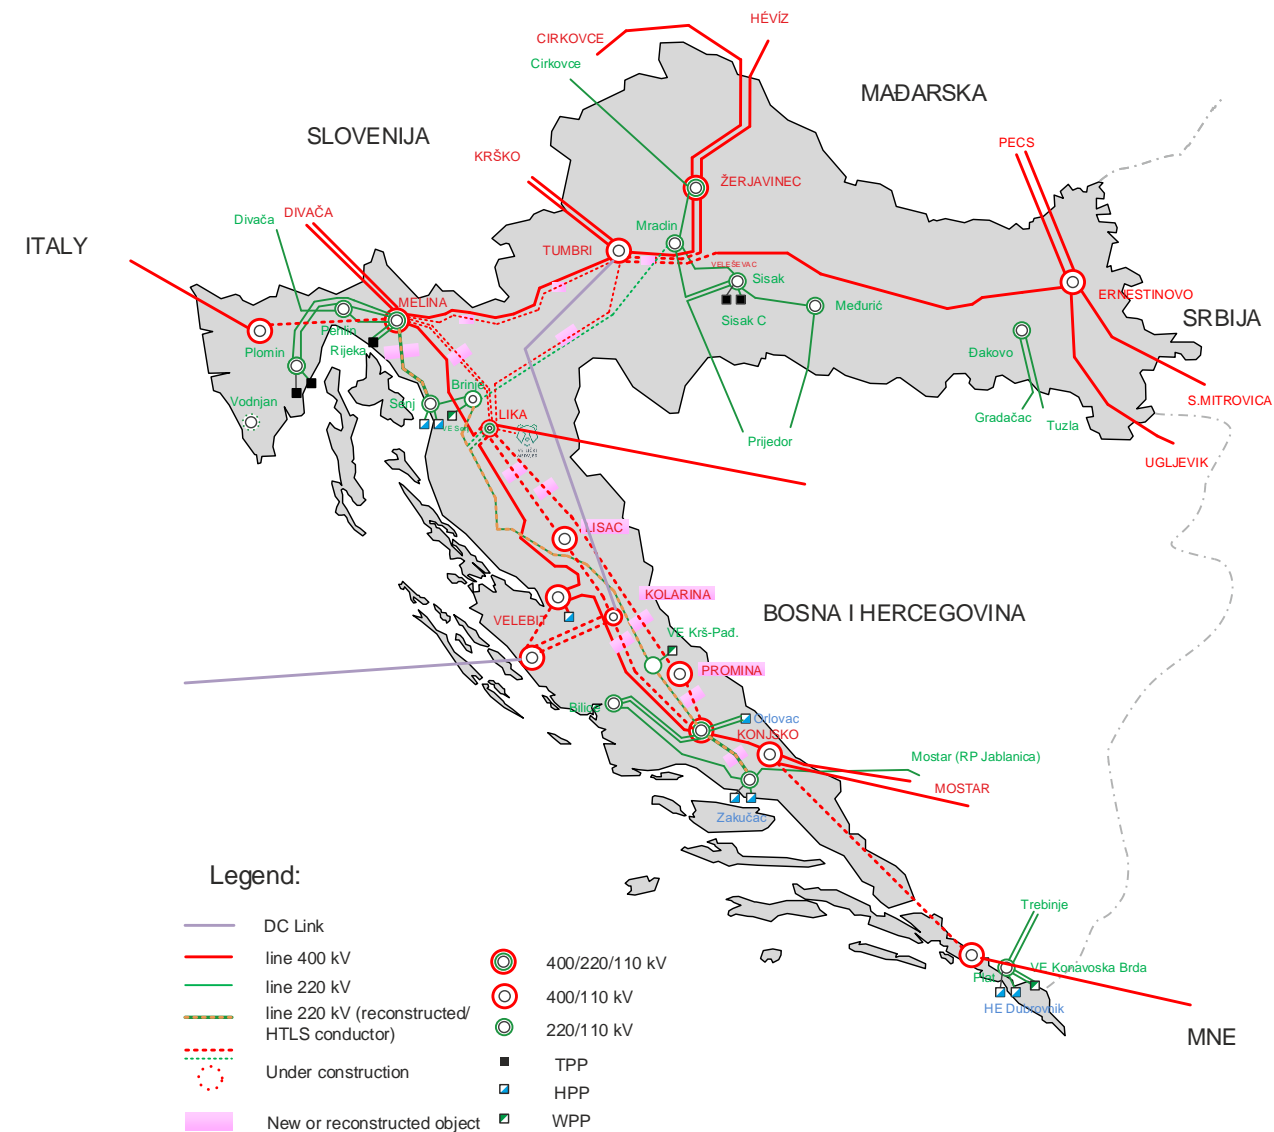 HÉVÍZ
CIRKOVCE
Cirkovce
MAĐARSKA
SLOVENIJA
KRŠKO
PECS
ŽERJAVINEC
DIVAČA
Divača
Mraclin
ITALY
TUMBRI
VELEŠEVAC
Sisak
ERNESTINOVO
MELINA
Međurić
SRBIJA
Sisak C
Pehlin
Rijeka
Plomin
Đakovo
Brinje
Vodnjan
Senj
VE Senj
LIKA
S.MITROVICA
Gradačac
Tuzla
Prijedor
UGLJEVIK
LISAC
KOLARINA
BOSNA I HERCEGOVINA
VELEBIT
VE Krš-Pađ.
PROMINA
Bilice
Orlovac
KONJSKO
Mostar (RP Jablanica)
MOSTAR
Zakučac
Legend:
Trebinje
DC Link
line 400 kV
400/220/110 kV
VE Konavoska Brda
Plat
line 220 kV
400/110 kV
HE Dubrovnik
line 220 kV (reconstructed/
HTLS conductor)
220/110 kV
MNE
Under construction
TPP
HPP
New or reconstructed object
WPP